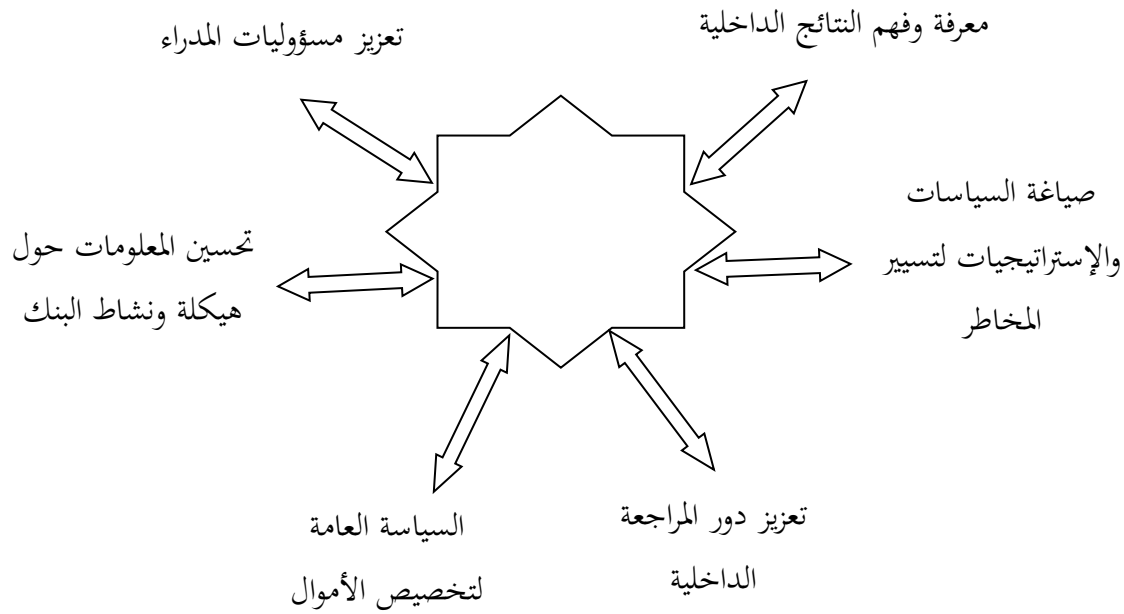 معرفة وفهم النتائج الداخلية
تعزيز مسؤوليات المدراء
صياغة السياسات
والإستراتيجيات لتسيير
المخاطر
تحسين المعلومات حول
هيكلة ونشاط البنك
تعزيز دور المراجعة
الداخلية
السياسة العامة
لتخصيص الأموال